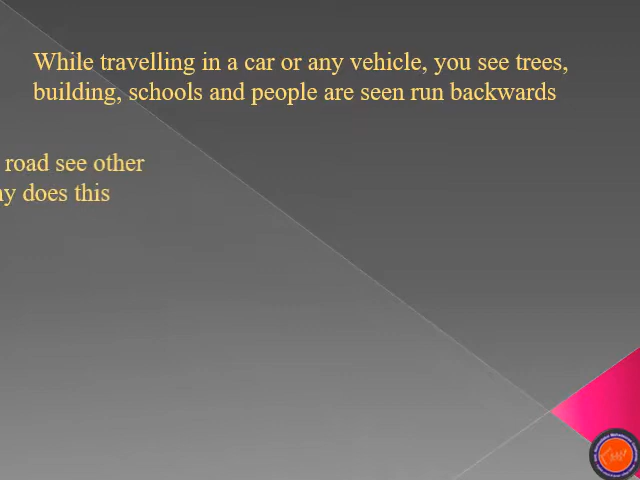 While travelling in a car or any vehicle, you see trees,
building, schools and people are seen run backwards
road see other
does this